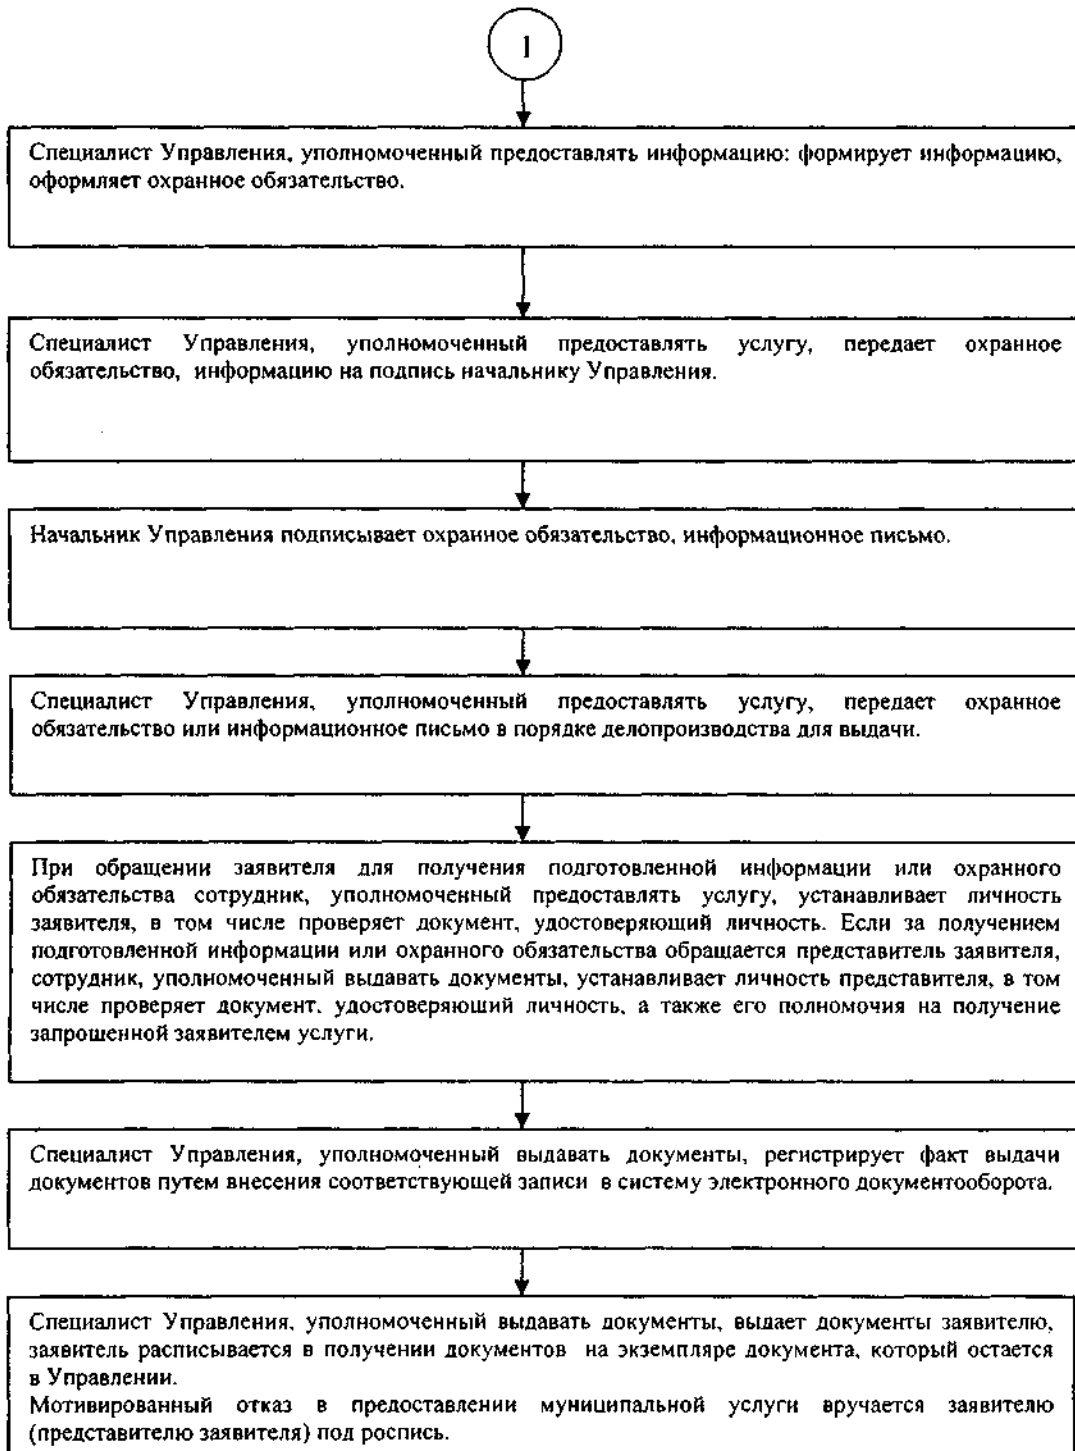 1
Специалист Управления, уполномоченный предоставлять информацию: формирует информацию,
оформляет охранное обязательство.
Специалист Управления, уполномоченный предоставлять услугу, передает охранное
обязательство, информацию на подпись начальнику Управления.
Начальник Управления подписывает охранное обязательство, информационное письмо.
Специалист Управления, уполномоченный предоставлять услугу, передает охранное
обязательство или информационное письмо в порядке делопроизводства для выдачи.
При обращении заявителя для получения подготовленной информации или охранного
обязательства сотрудник, уполномоченный предоставлять услугу, устанавливает личность
заявителя, в том числе проверяет документ, удостоверяющий личность. Если за получением
подготовленной информации или охранного обязательства обращается представитель заявителя,
сотрудник, уполномоченный выдавать документы, устанавливает личность представителя, в том
числе проверяет документ, удостоверяющий личность, а также его полномочия на получение
запрошенной заявителем услуги.
Специалист Управления, уполномоченный выдавать документы, регистрирует факт выдачи
документов путем внесения соответствующей записи в систему электронного документооборота.
Специалист Управления, уполномоченный выдавать документы, выдает документы заявителю,
заявитель расписывается в получении документов на экземпляре документа, который остается
в Управлении.
Мотивированный отказ в предоставлении муниципальной услуги вручается заявителю
(представителю заявителя) под роспись.